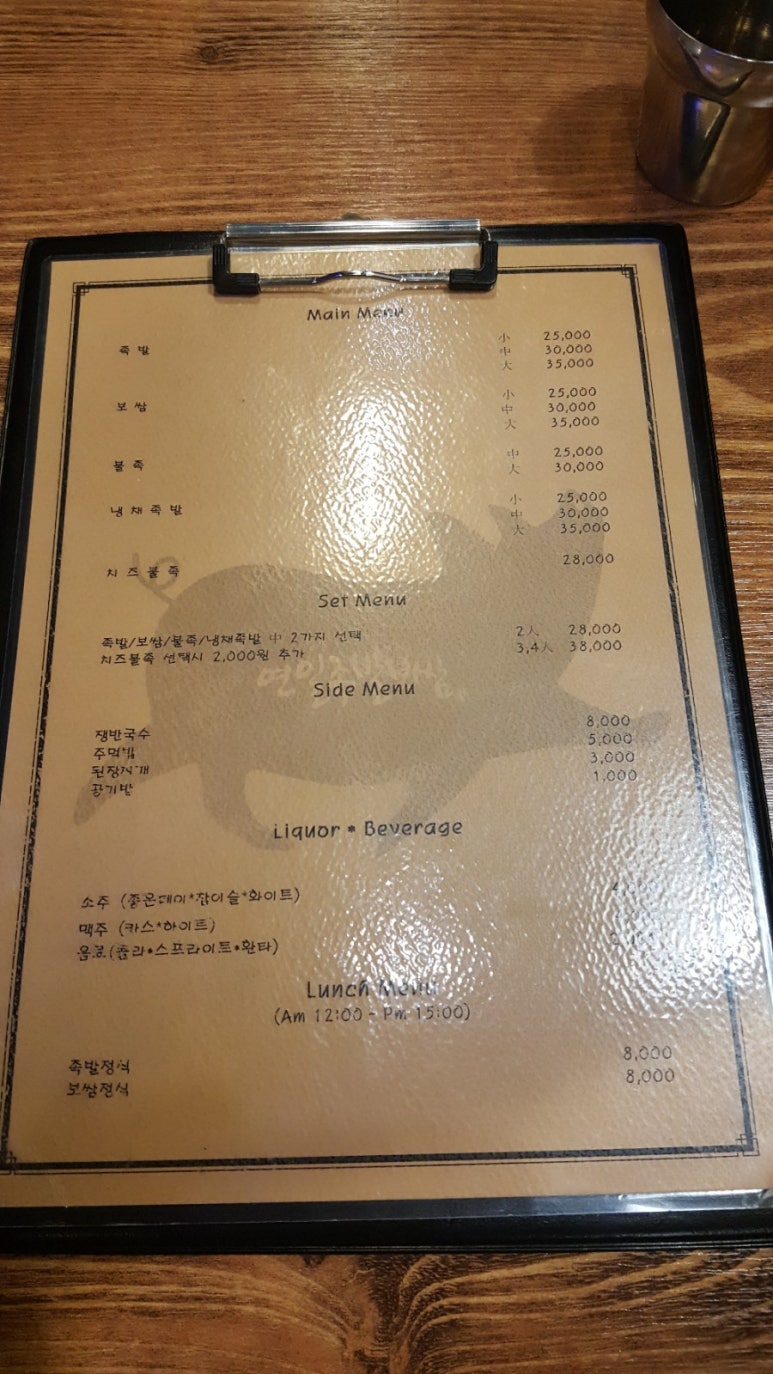 Main Menu
족 발
小 25,000
中 30,000
大 35,000
보 쌈
小 25,000
中 30,000
大 35,000
불 족
中 25,000
大 30,000
냉 채 족 발
小 25,000
中 30,000
大 35,000
치 즈 불 족 28,000
Set Menu
족발/보쌈/불족/냉채족발 中 2가지 선택 2人 28,000
치즈불족 선택시 2,000원 추가 3,4人 38,000
Side Menu
쟁반국수 8,000
주먹밥 5,000
된장찌개 3,000
공기밥 1,000
Liquor * Beverage
소주 (좋은데이*참이슬*화이트)
맥주 (카스*하이트)
음료(콜라*스프라이트*환타)
Lunch Menu
(Am 12:00 - Pm 15:00)
족발정식 8,000
보쌈정식 8,000